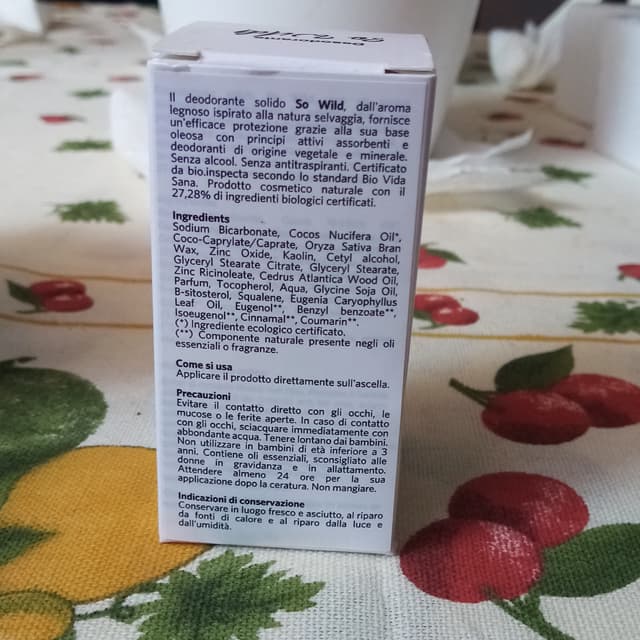 Il deodorante solido So Wild, dall'aroma
legnoso ispirato alla natura selvaggia, fornisce
un'efficace protezione grazie alla sua base
oleosa con principi attivi assorbenti e
deodoranti di origine vegetale e minerale.
Senza alcool. Senza antitraspiranti. Certificato
da bio.inspecta secondo lo standard Bio Vida
Sana. Prodotto cosmetico naturale con il
27,28% di ingredienti biologici certificati.
Ingredients
Sodium Bicarbonate, Cocos Nucifera Oil*,
Coco-Caprylate/Caprate, Oryza Sativa Bran
Wax, Zinc Oxide, Kaolin, Cetyl alcohol,
Glyceryl Stearate Citrate, Glyceryl Stearate,
Zinc Ricinoleate, Cedrus Atlantica Wood Oil,
Parfum, Tocopherol, Aqua, Glycine Soja Oil,
B-sitosterol, Squalene, Eugenia Caryophyllus
Leaf Oil, Eugenol**, Benzyl benzoate**,
Isoeugenol**, Cinnamal**, Coumarin**.
(*) Ingrediente ecologico certificato.
(**) Componente naturale presente negli oli
essenziali o fragranze.
Come si usa
Applicare il prodotto direttamente sull'ascella.
Precauzioni
Evitare il contatto diretto con gli occhi, le
mucose o le ferite aperte. In caso di contatto
con gli occhi, sciacquare immediatamente con
abbondante acqua. Tenere lontano dai bambini.
Non utilizzare in bambini di età inferiore a 3
anni. Contiene oli essenziali, sconsigliato alle
donne in gravidanza e in allattamento.
Attendere almeno 24 ore per la sua
applicazione dopo la ceratura. Non mangiare.
Indicazioni di conservazione
Conservare in luogo fresco e asciutto, al riparo
da fonti di calore e al riparo dalla luce e
dall'umidità.